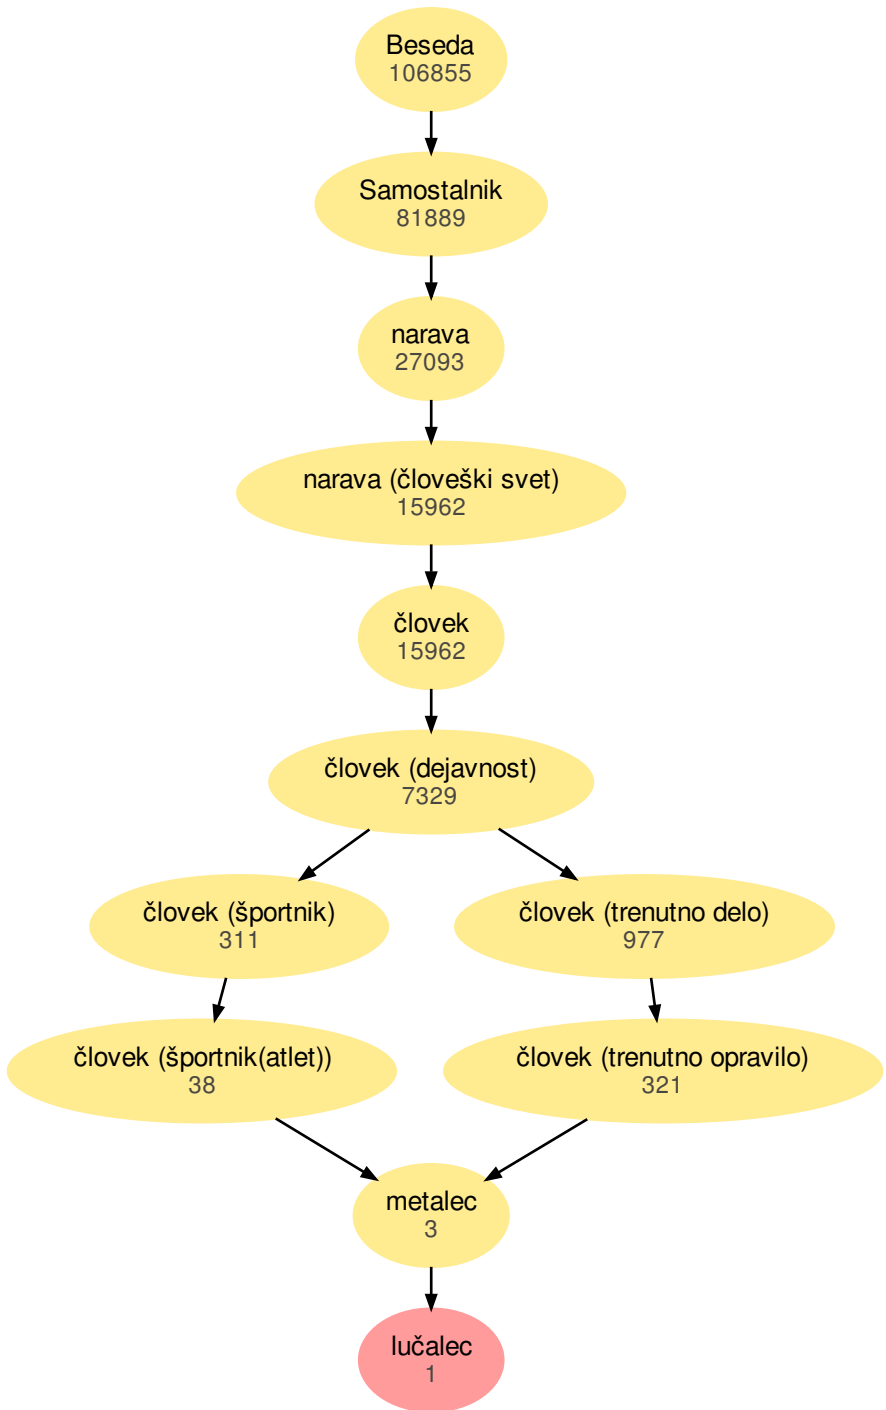 Beseda
106855
Samostalnik
81889
narava
27093
narava (človeški svet)
15962
človek
15962
človek (dejavnost)
7329
človek (športnik)
311
človek (trenutno delo)
977
človek (športnik(atlet))
38
človek (trenutno opravilo)
321
metalec
3
lučalec
1